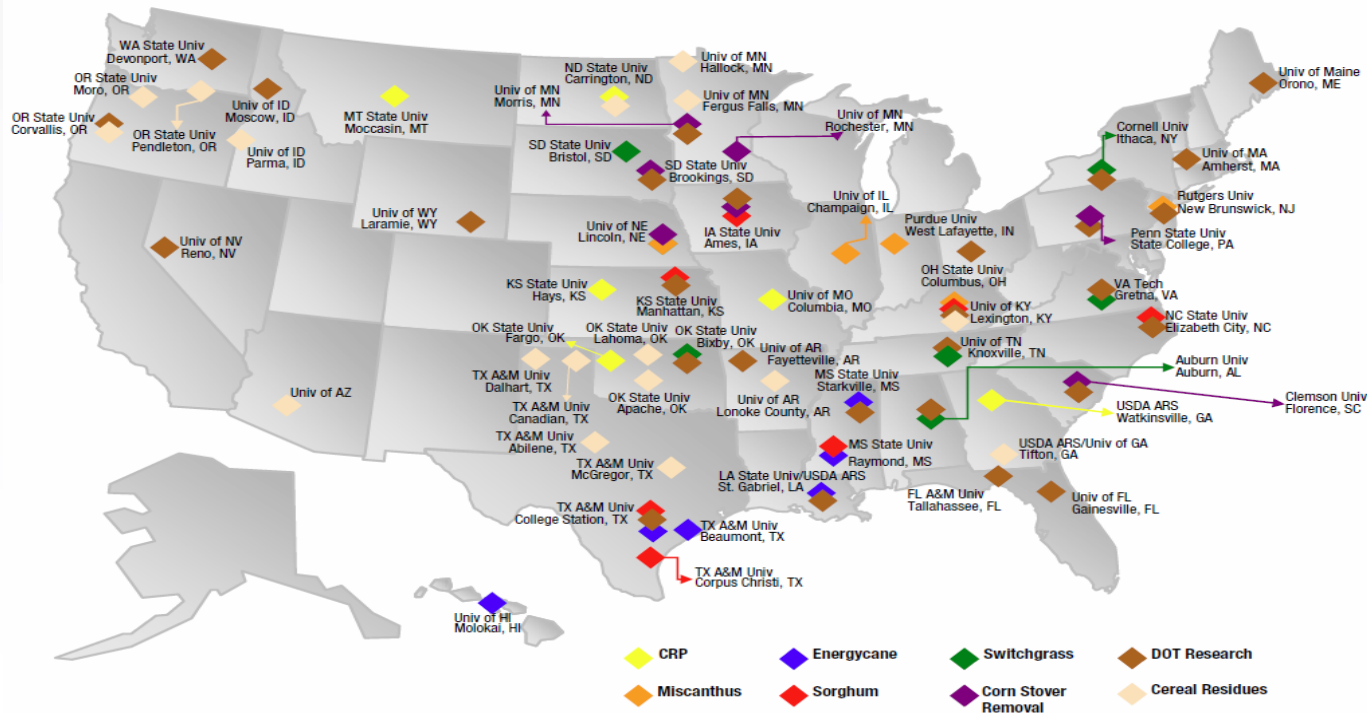 WA State Univ
Devonport, WA
OR State Univ
Moro, OR
OR State Univ
Corvallis, OR
OR State Univ
Pendleton, OR
Univ of ID
Moscow, ID
Univ of ID
Parma, ID
MT State Univ
Moccasin, MT
ND State Univ
Carrington, ND
Univ of MN
Hallock, MN
Univ of MN
Morris, MN
Univ of MN
Fergus Falls, MN
Univ of MN
Rochester, MN
SD State Univ
Bristol, SD
SD State Univ
Brookings, SD
Univ of Maine
Orono, ME
Cornell Univ
Ithaca, NY
Univ of MA
Amherst, MA
Rutgers Univ
New Brunswick, NJ
Penn State Univ
State College, PA
Univ of WY
Laramie, WY
Univ of NV
Reno, NV
Univ of NE
Lincoln, NE
IA State Univ
Ames, IA
Univ of IL
Champaign, IL
Purdue Univ
West Lafayette, IN
OH State Univ
Columbus, OH
KS State Univ
Hays, KS
KS State Univ
Manhattan, KS
Univ of MO
Columbia, MO
Univ of KY
Lexington, KY
VA Tech
Gretna, VA
NC State Univ
Elizabeth City, NC
OK State Univ
Fargo, OK
OK State Univ
Lahoma, OK
OK State Univ
Bixby, OK
Univ of AR
Fayetteville, AR
Univ of TN
Knoxville, TN
Auburn Univ
Auburn, AL
TX A&M Univ
Dalhart, TX
TX A&M Univ
Canadian, TX
OK State Univ
Apache, OK
Univ of AR
Lonoke County, AR
MS State Univ
Starkville, MS
Univ of AZ
Clemson Univ
Florence, SC
USDA ARS
Watkinsville, GA
TX A&M Univ
Abilene, TX
TX A&M Univ
McGregor, TX
MS State Univ
Raymond, MS
USDA ARS/Univ of GA
Tifton, GA
LA State Univ/USDA ARS
St. Gabriel, LA
FL A&M Univ
Tallahassee, FL
Univ of FL
Gainesville, FL
TX A&M Univ
College Station, TX
TX A&M Univ
Beaumont, TX
TX A&M Univ
Corpus Christi, TX
Univ of HI
Molokai, HI
CRP
Energycane
Switchgrass
DOT Research
Miscanthus
Sorghum
Corn Stover
Removal
Cereal Residues